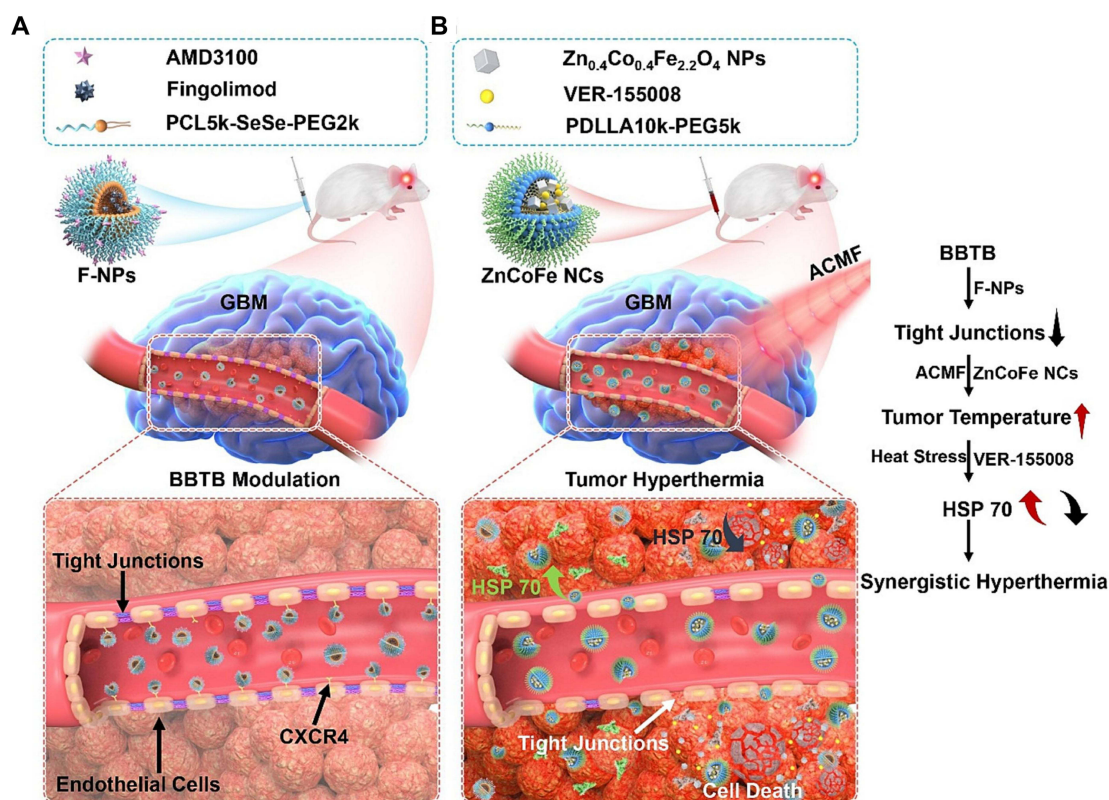 A
AMD3100
Fingolimod
PCL5k-SeSe-PEG2k
F-NPs
GBM
BBTB Modulation
Tight Junctions
CXCR4
Endothelial Cells
B
Zn0.4Co0.4Fe2.2O4 NPs
VER-155008
PDLLA10k-PEG5k
ZnCoFe NCs
ACMF
GBM
Tumor Hyperthermia
HSP 70
HSP 70
Tight Junctions
Cell Death
BBTB
F-NPs
Tight Junctions
ACMF ZnCoFe NCs
Tumor Temperature
Heat Stress VER-155008
HSP 70
Synergistic Hyperthermia